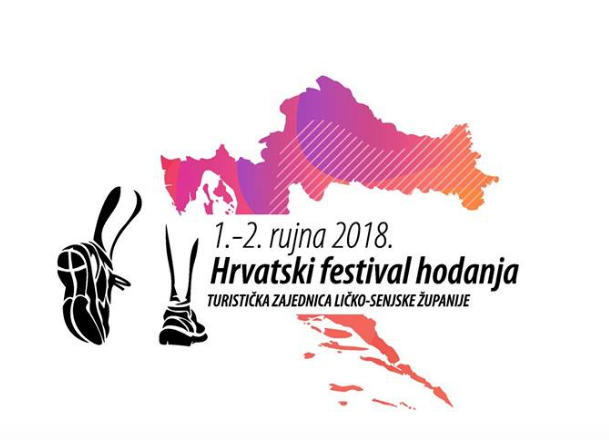 1.-2. rujna 2018.
Hrvatski festival hodanja
TURISTIČKA ZAJEDNICA LIČKO-SENJSKE ŽUPANIJE